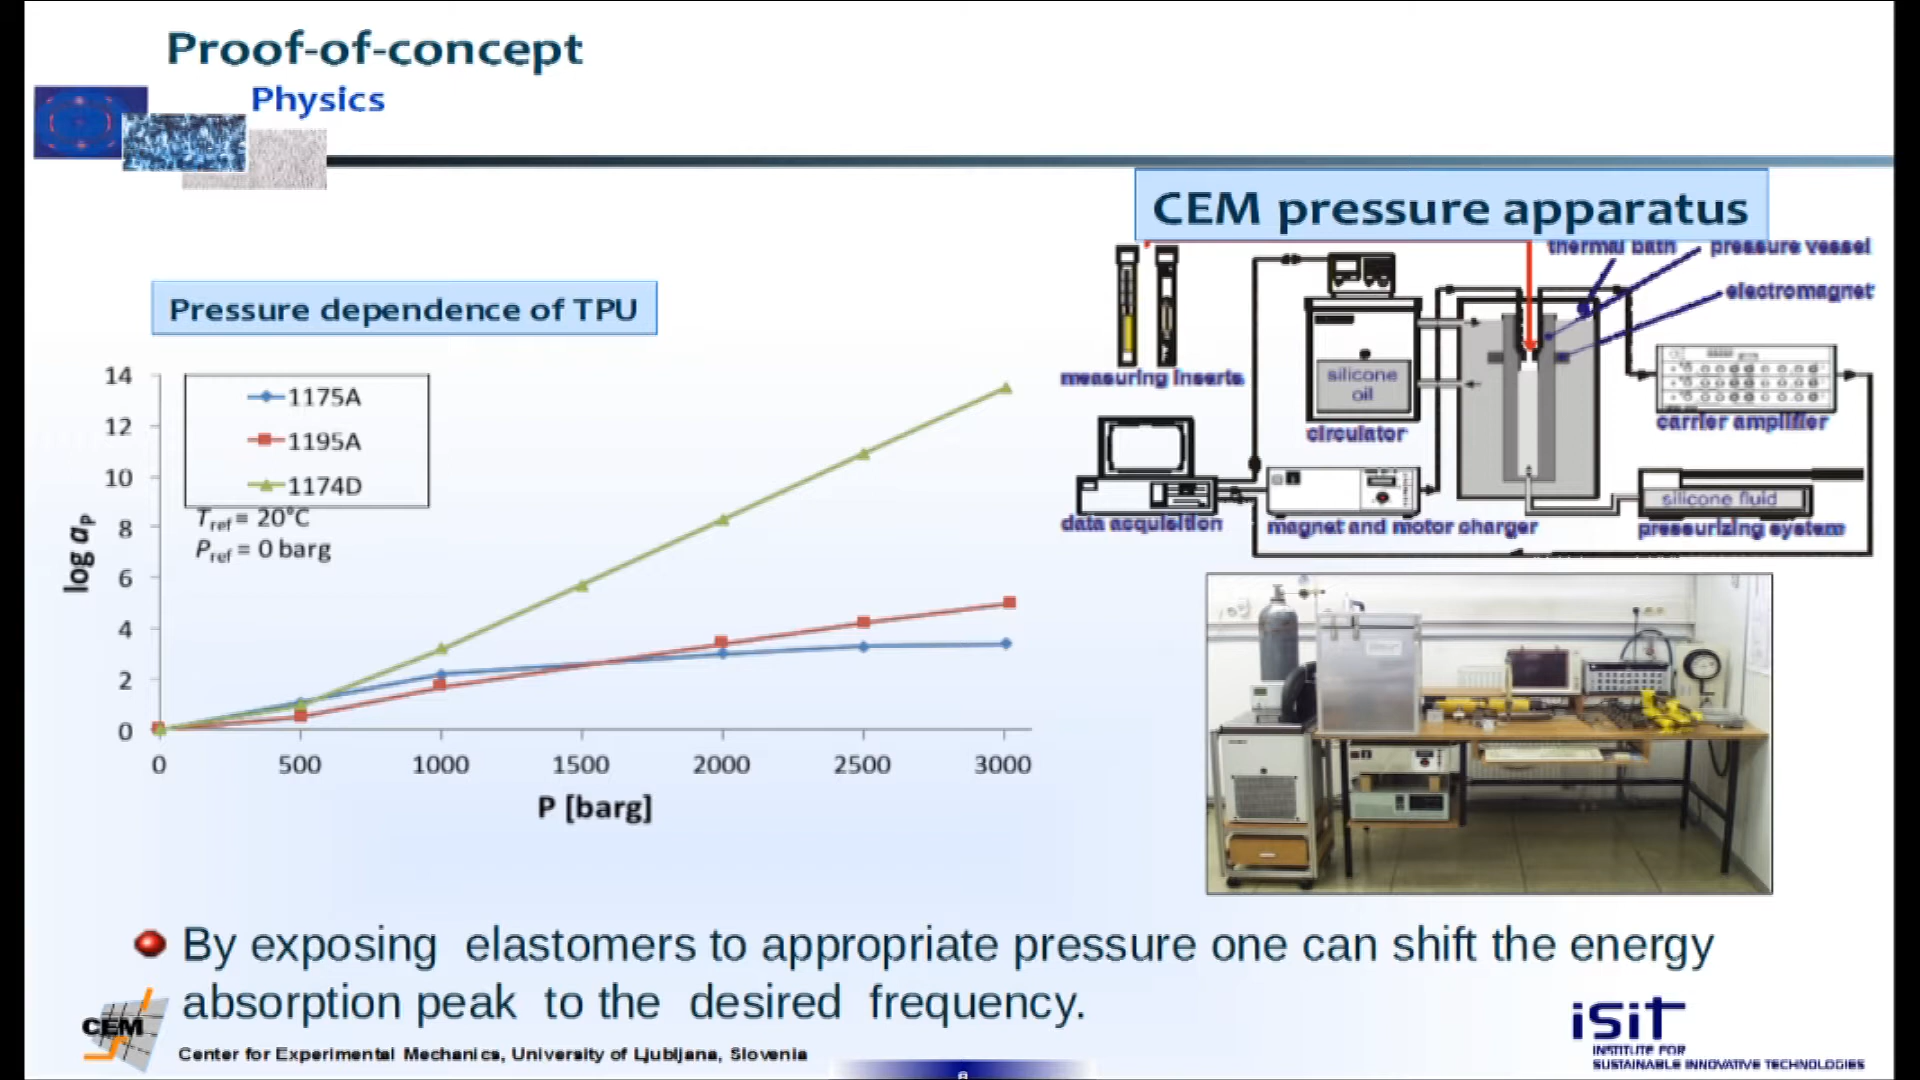 Proof-of-concept
Physics
CEM pressure apparatus
thermal bath
pressure vessel
electromagnet
measuring inserts
silicone
oil
circulator
carrier amplifier
data acquisition
magnet and motor charger
silicone fluid
pressurizing system
Pressure dependence of TPU
14
12
10
8
6
4
2
0
log aP
1175A
1195A
1174D
Tref = 20°C
Pref = 0 barg
0 500 1000 1500 2000 2500 3000
P [barg]
By exposing elastomers to appropriate pressure one can shift the energy
absorption peak to the desired frequency.
CEM
Center for Experimental Mechanics, University of Ljubljana, Slovenia
isit
INSTITUTE FOR
SUSTAINABLE INNOVATIVE TECHNOLOGIES